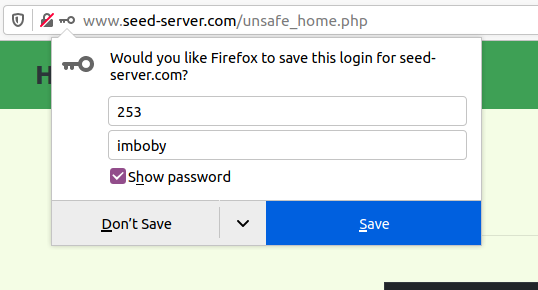 www.seed-server.com/unsafe_home.php
H
Would you like Firefox to save this login for seed-
server.com?
253
imboby
Show password
Don’t Save
Save